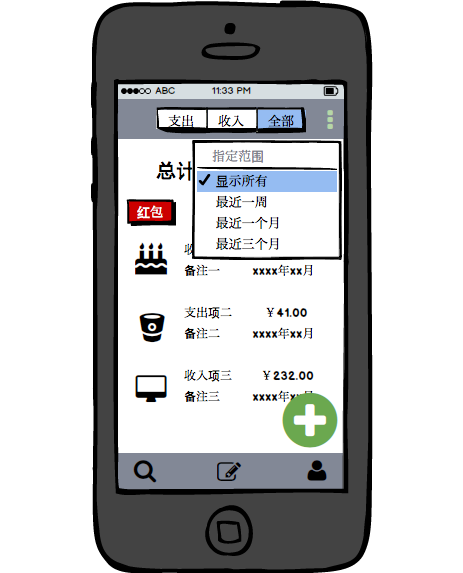 ABC 11:33 PM
支出 收入 全部
指定范围
总计
显示所有
最近一周
红包
最近一个月
最近三个月
备注一 xxxx年xx月
支出项二 ¥41.00
备注二 xxxx年xx月
收入项三 ¥232.00
备注三 xxxx年xx月